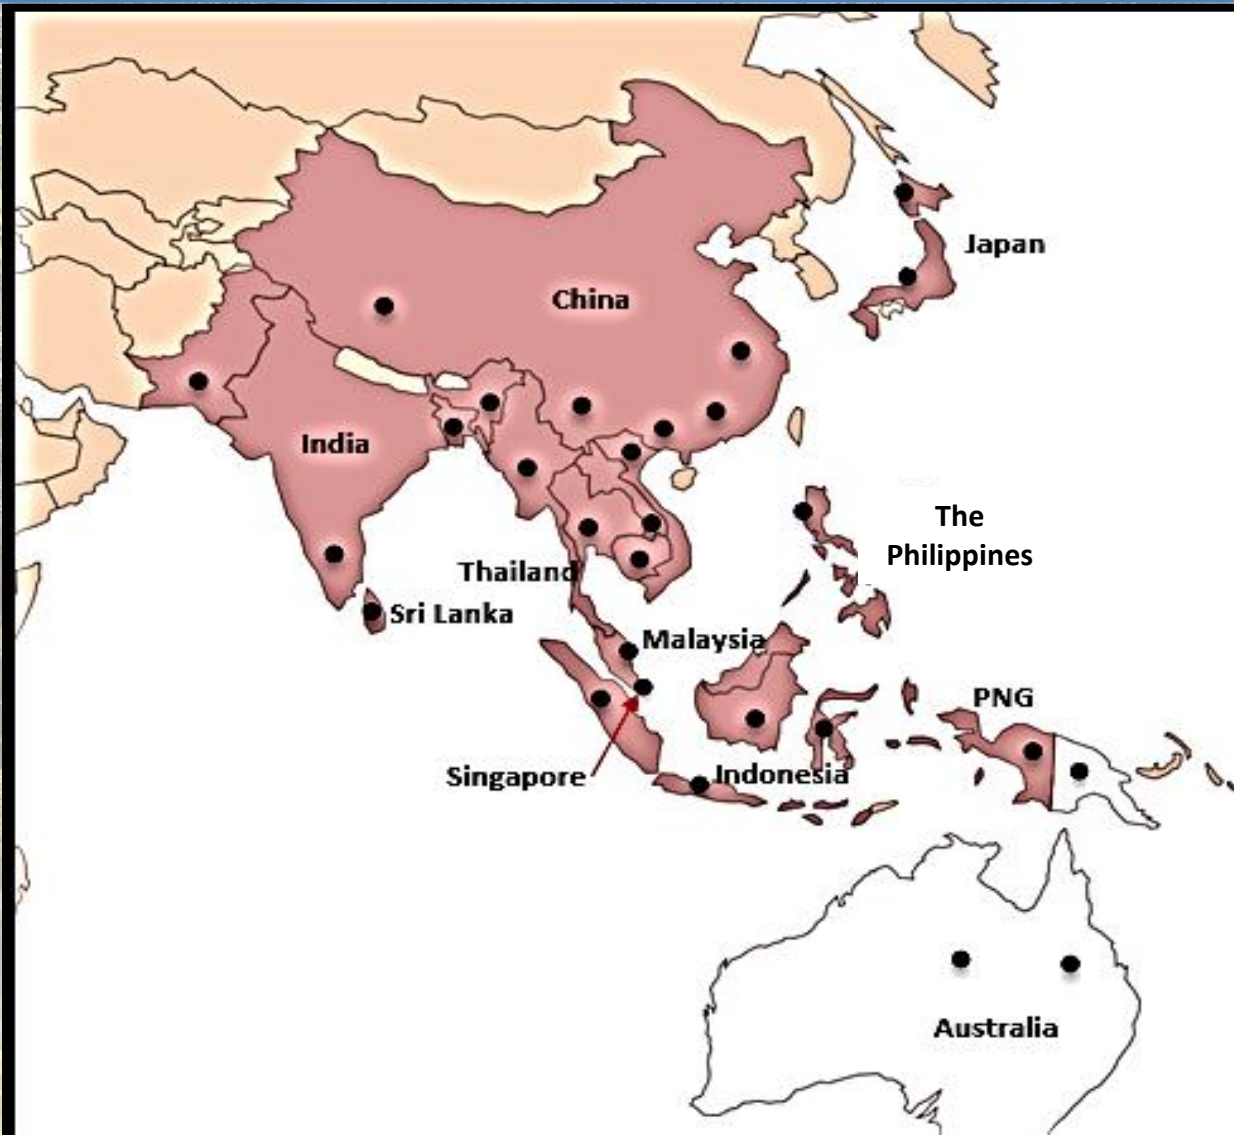 Japan
China
India
The
Philippines
Thailand
Sri Lanka
Malaysia
PNG
Singapore
Indonesia
Australia